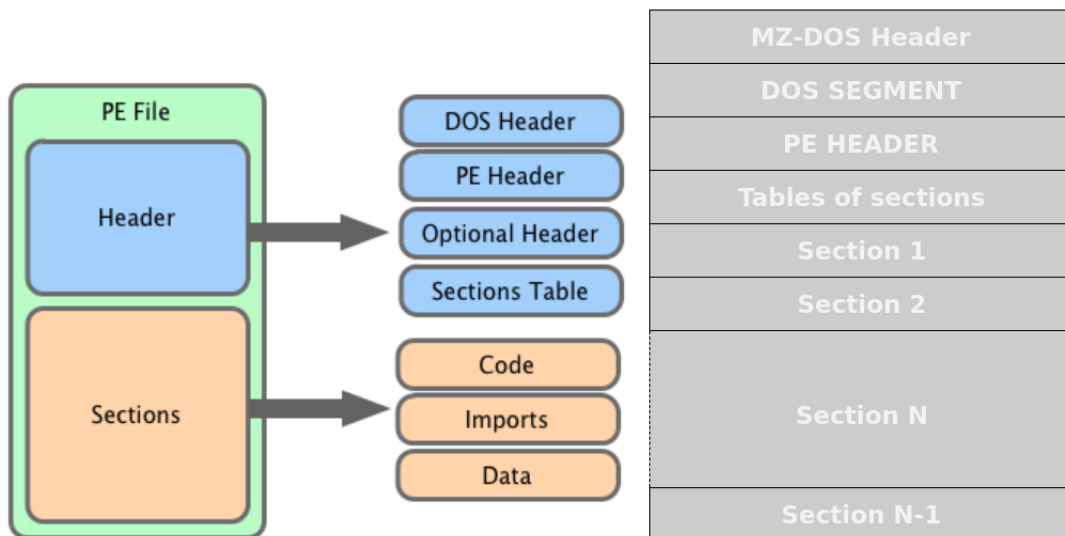 PE File
Header
Sections
DOS Header
PE Header
Optional Header
Sections Table
Code
Imports
Data
MZ-DOS Header
DOS SEGMENT
PE HEADER
Tables of sections
Section 1
Section 2
Section N
Section N-1